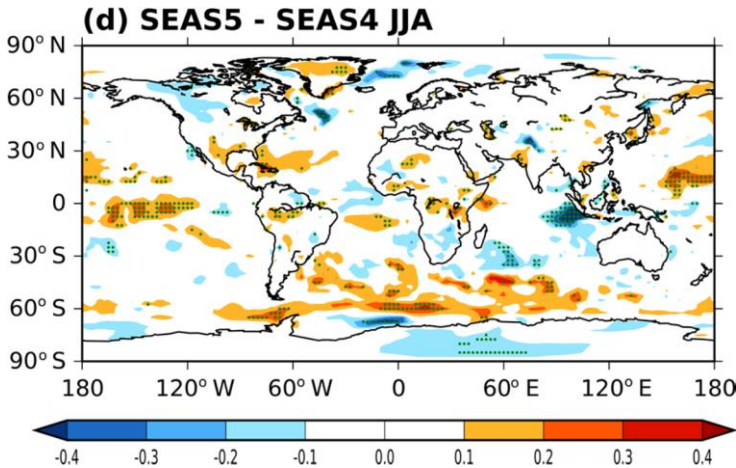 (d) SEAS5 - SEAS4 JJA
90° N
60° N
30° N
0
30° S
60° S
90° S
180 120° W 60° W 0 60° E 120° E 180
-0.4 -0.3 -0.2 -0.1 0.0 0.1 0.2 0.3 0.4